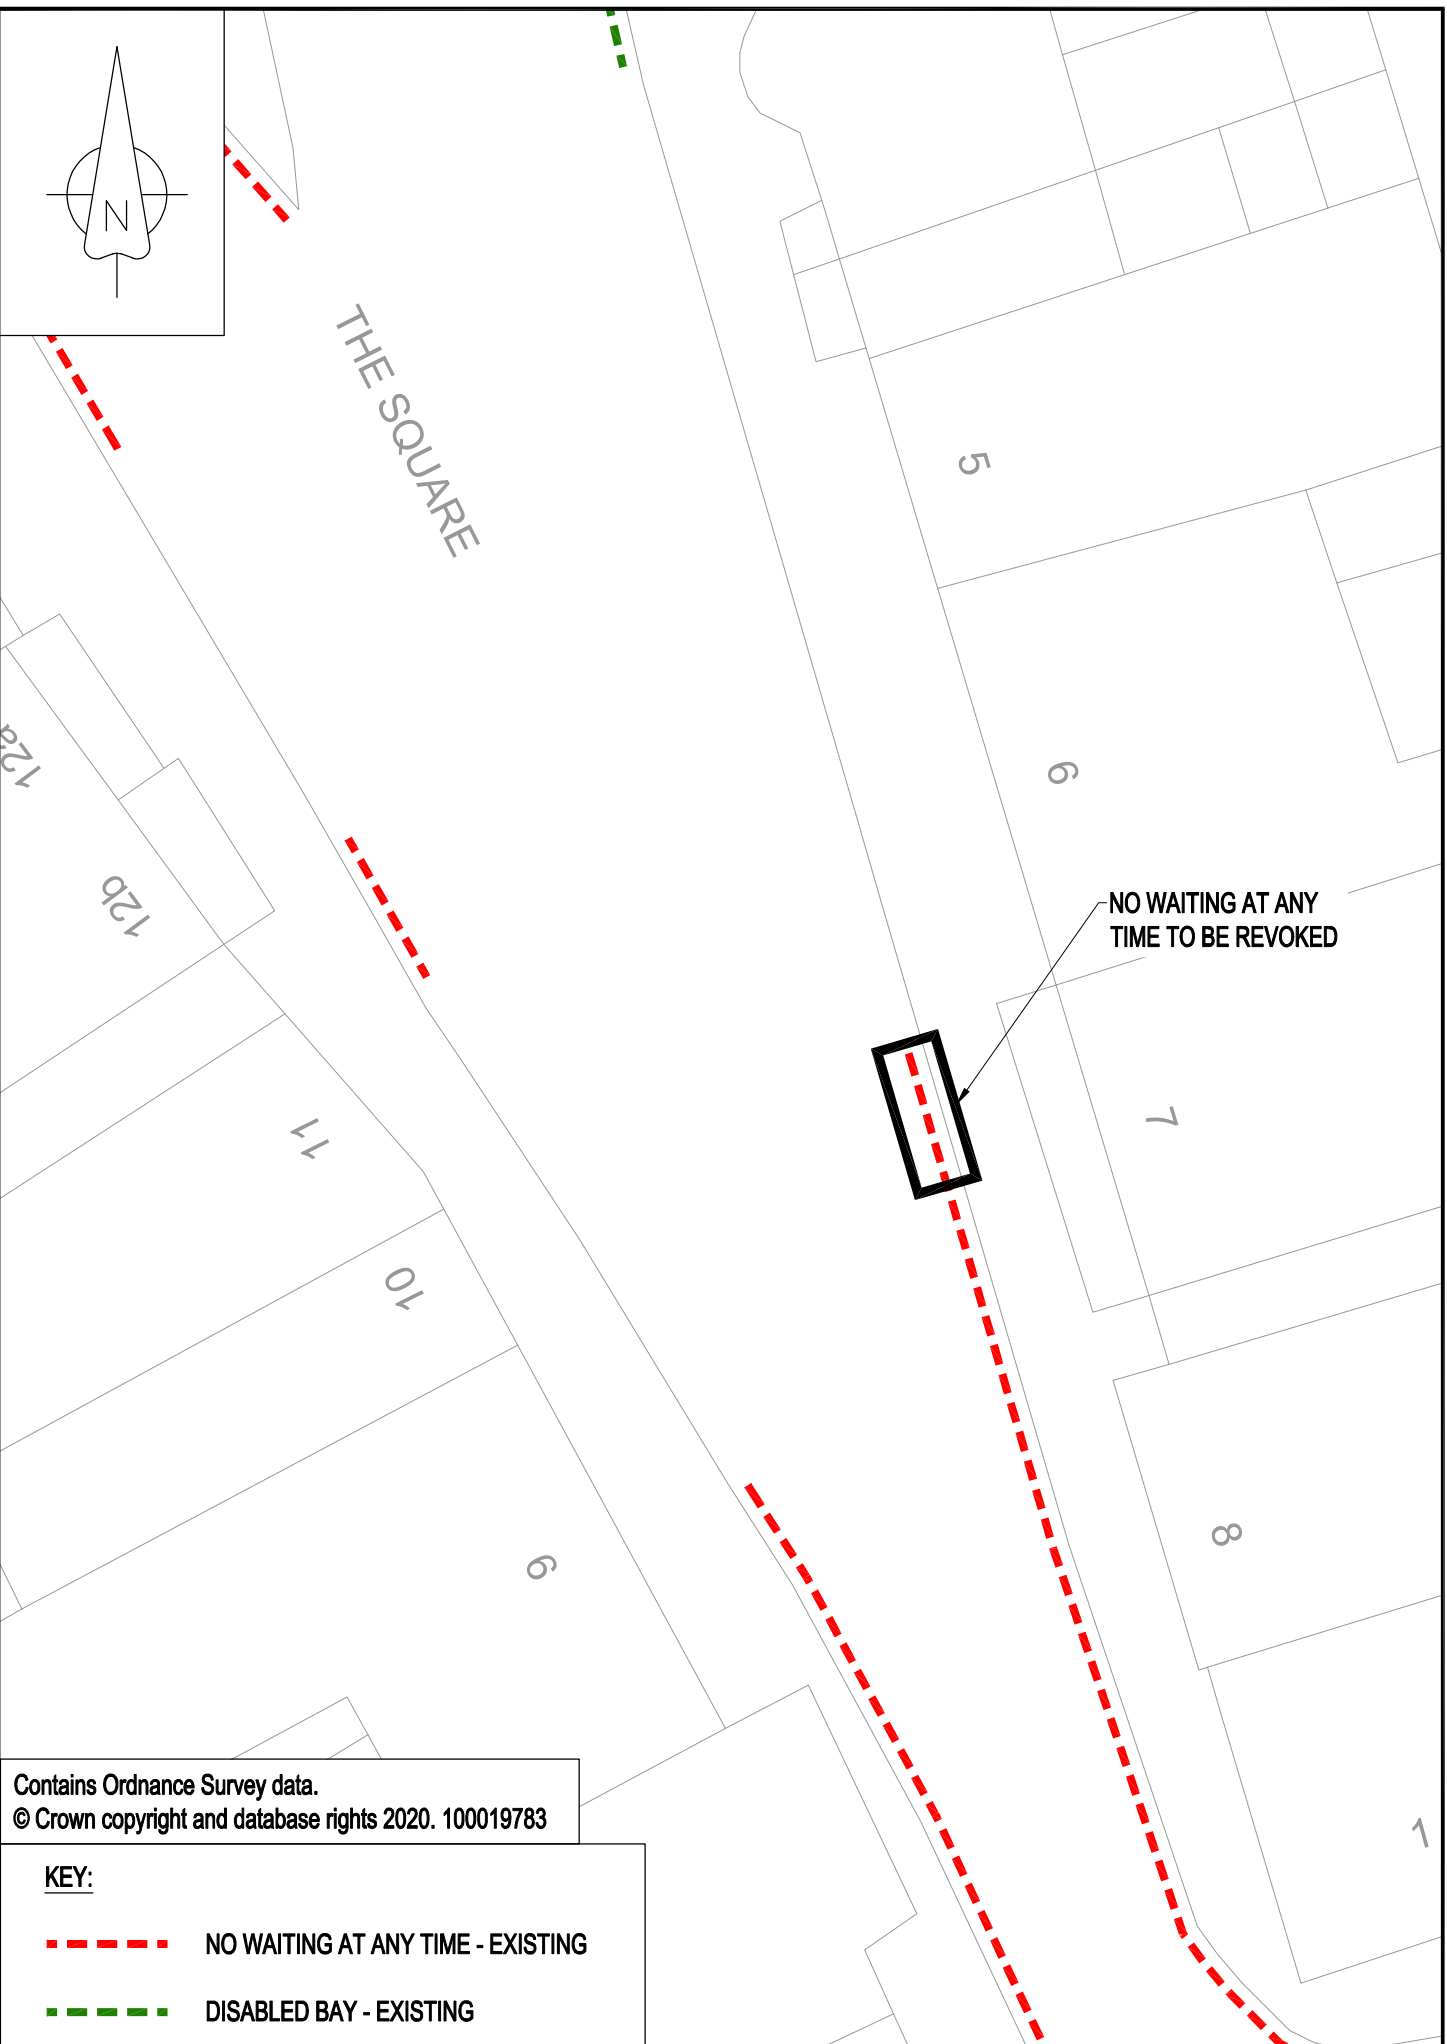 N
THE SQUARE
5
6
12a
12b
NO WAITING AT ANY
TIME TO BE REVOKED
7
11
10
9
8
1
Contains Ordnance Survey data.
© Crown copyright and database rights 2020. 100019783
KEY:
NO WAITING AT ANY TIME - EXISTING
DISABLED BAY - EXISTING